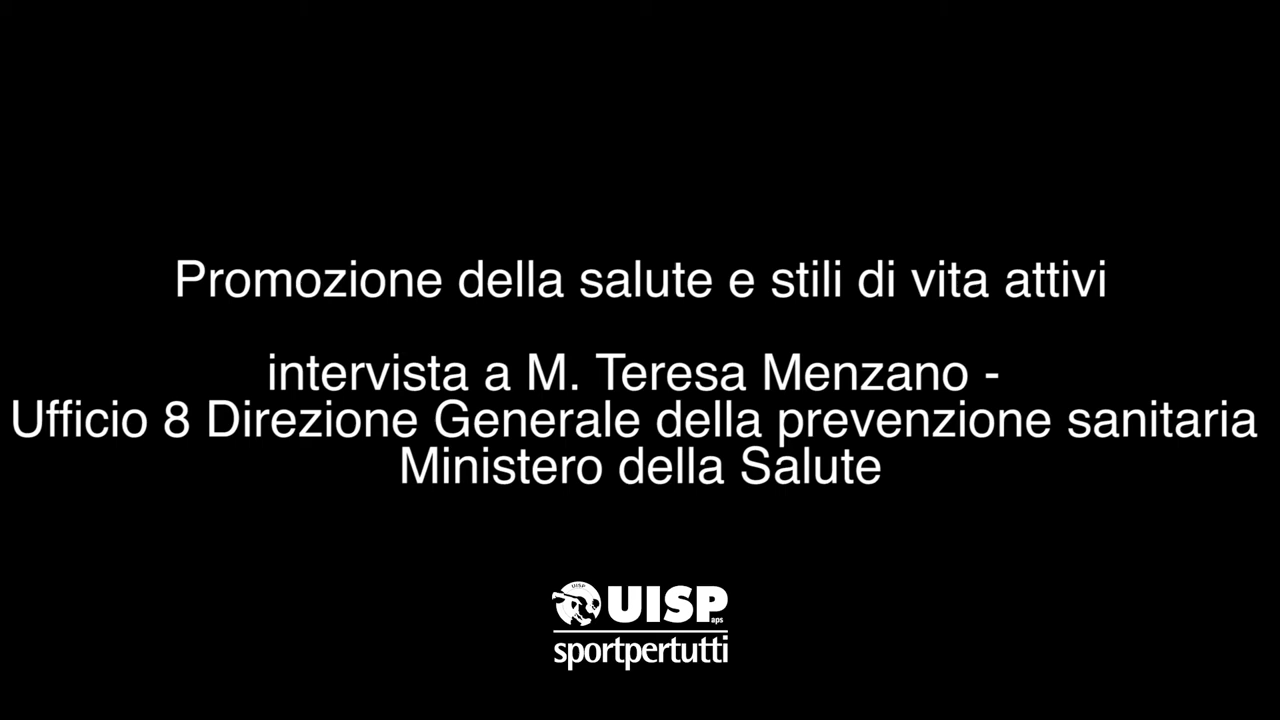 Promozione della salute e stili di vita attivi
intervista a M. Teresa Menzano -
Ufficio 8 Direzione Generale della prevenzione sanitaria
Ministero della Salute
UISP
UISP
aps
sportpertutti